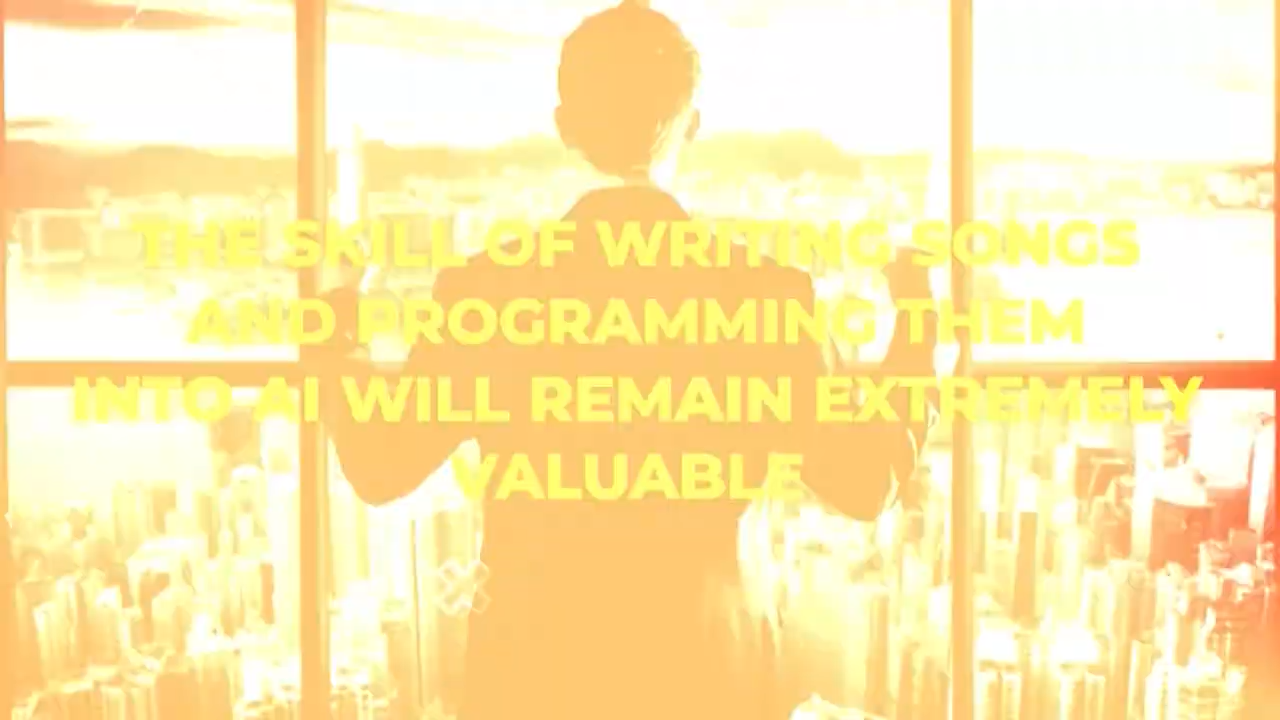 THE SKILL OF WRITING SONGS
AND PROGRAMMING THEM
INTO AI WILL REMAIN EXTREMELY
VALUABLE